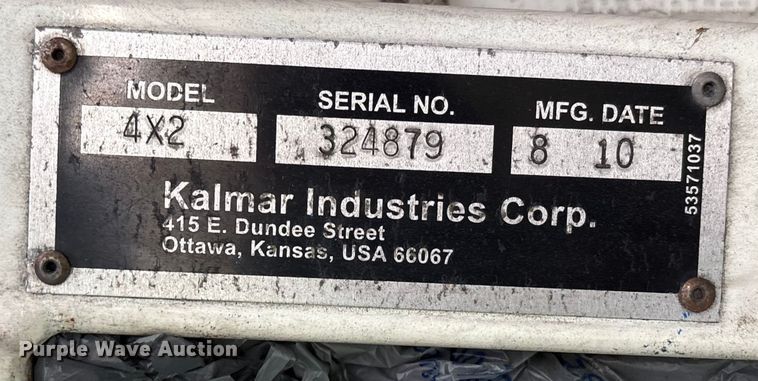 MODEL SERIAL NO. MFG. DATE
4X2 324879 8 10
Kalmar Industries Corp.
415 E. Dundee Street
Ottawa, Kansas, USA 66067
53571037
Purple Wave Auction